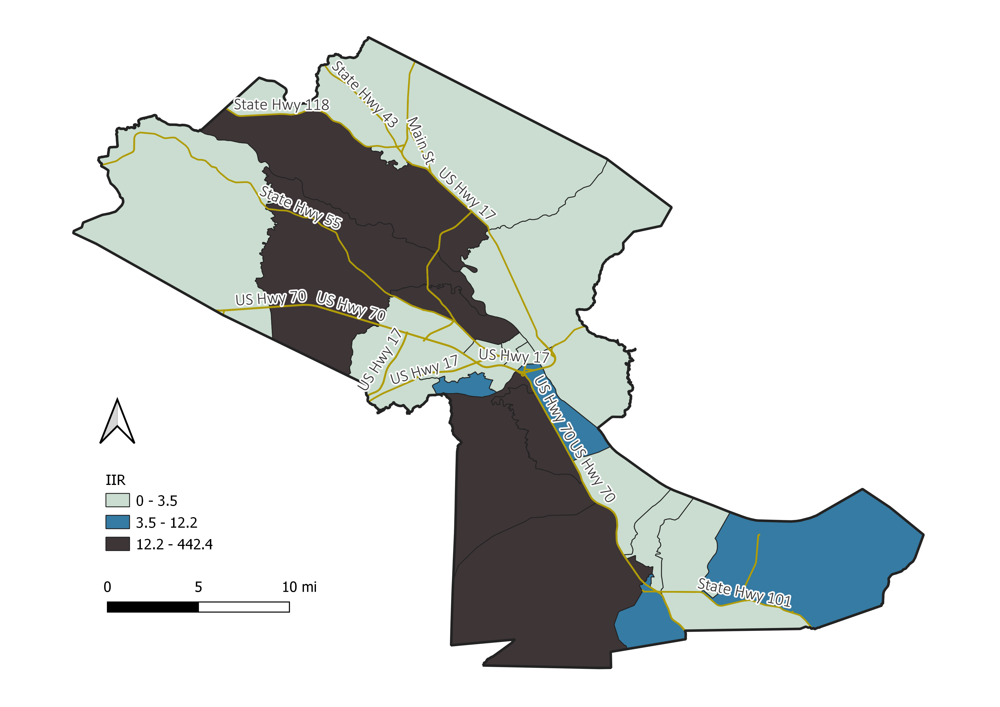 State Hwy 43
State Hwy 118
Main St
US Hwy 17
State Hwy 55
US Hwy 70
US Hwy 70
US Hwy 17
US Hwy 17
US Hwy 17
US Hwy 70
US Hwy 70
State Hwy 101
IIR
0 - 3.5
3.5 - 12.2
12.2 - 442.4
0 5 10 mi